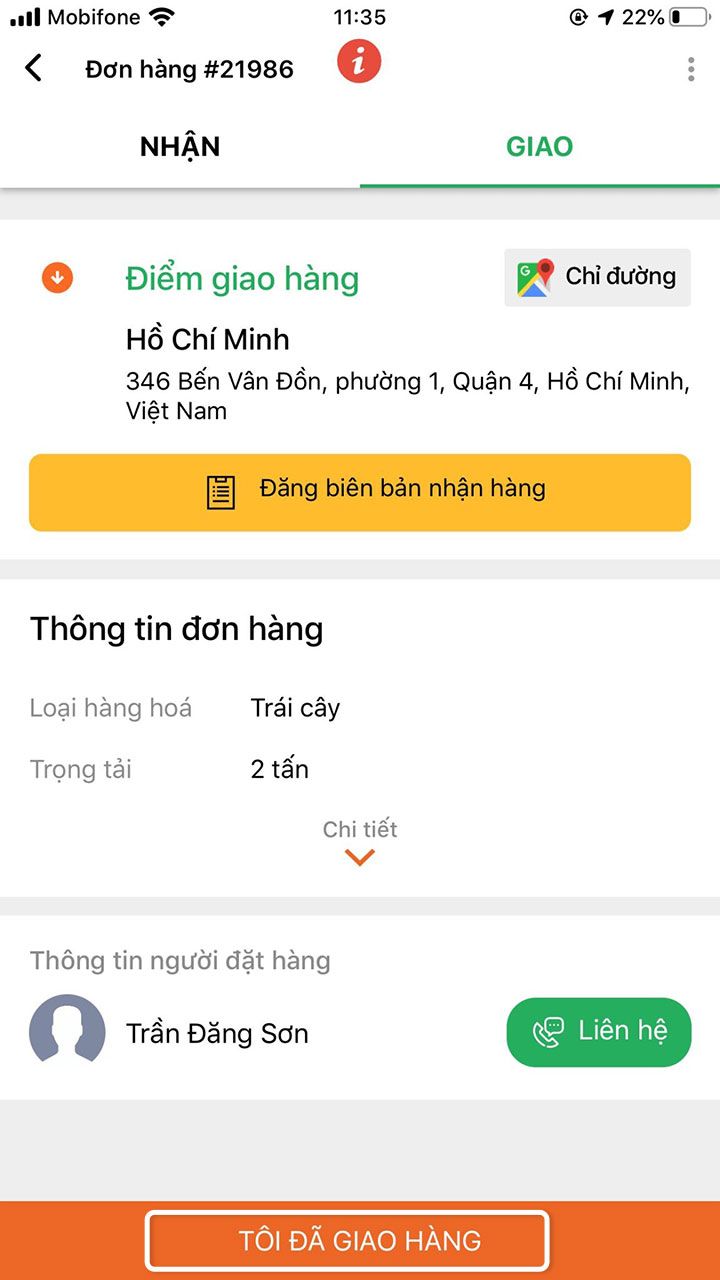 Mobifone 11:35 22%
Đơn hàng #21986 i
NHẬN GIAO
Điểm giao hàng G Chỉ đường
Hồ Chí Minh
346 Bến Vân Đồn, phường 1, Quận 4, Hồ Chí Minh,
Việt Nam
Đăng biên bản nhận hàng
Thông tin đơn hàng
Loại hàng hoá Trái cây
Trọng tải 2 tấn
Chi tiết
Thông tin người đặt hàng
Trần Đăng Sơn Liên hệ
TÔI ĐÃ GIAO HÀNG